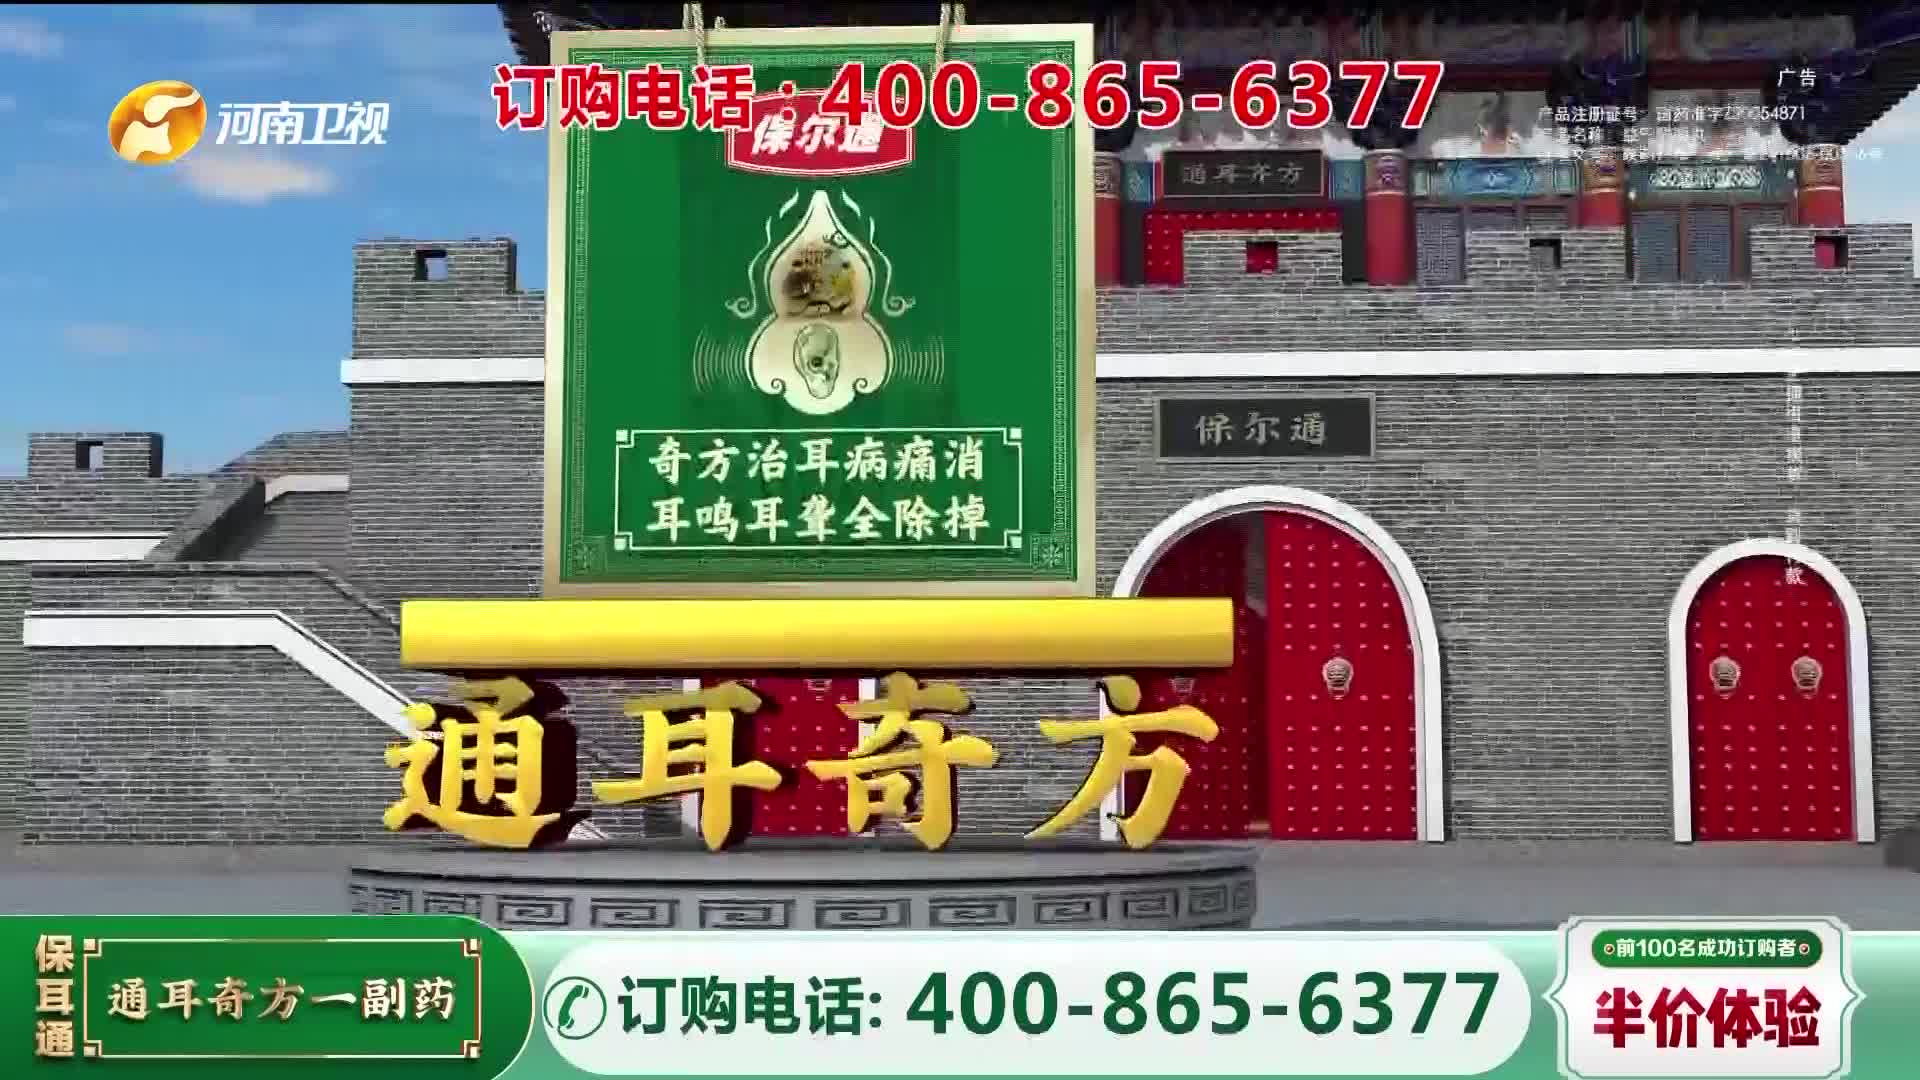 河南卫视
订购电话：400-865-6377
广告
保尔通
通耳奇方
保尔通
奇方治耳病痛消
耳鸣耳聋全除掉
通耳奇方
保耳通
通耳奇方一副药
订购电话:400-865-6377
前100名成功订购者
半价体验